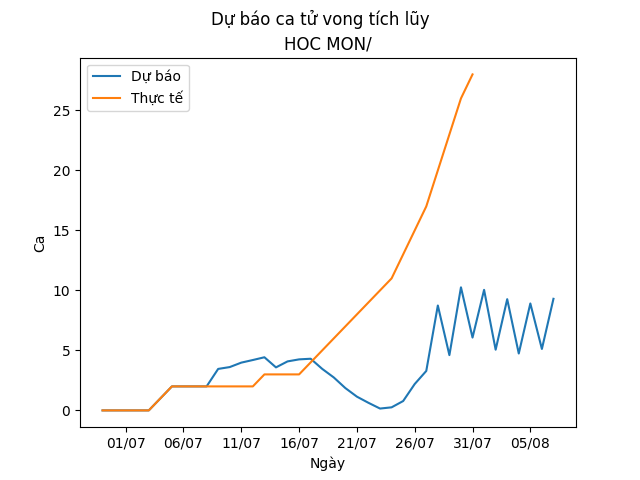 Dự báo ca tử vong tích lũy
HOC MON/
Dự báo
Thực tế
Ca
25
20
15
10
5
0
01/07 06/07 11/07 16/07 21/07 26/07 31/07 05/08
Ngày